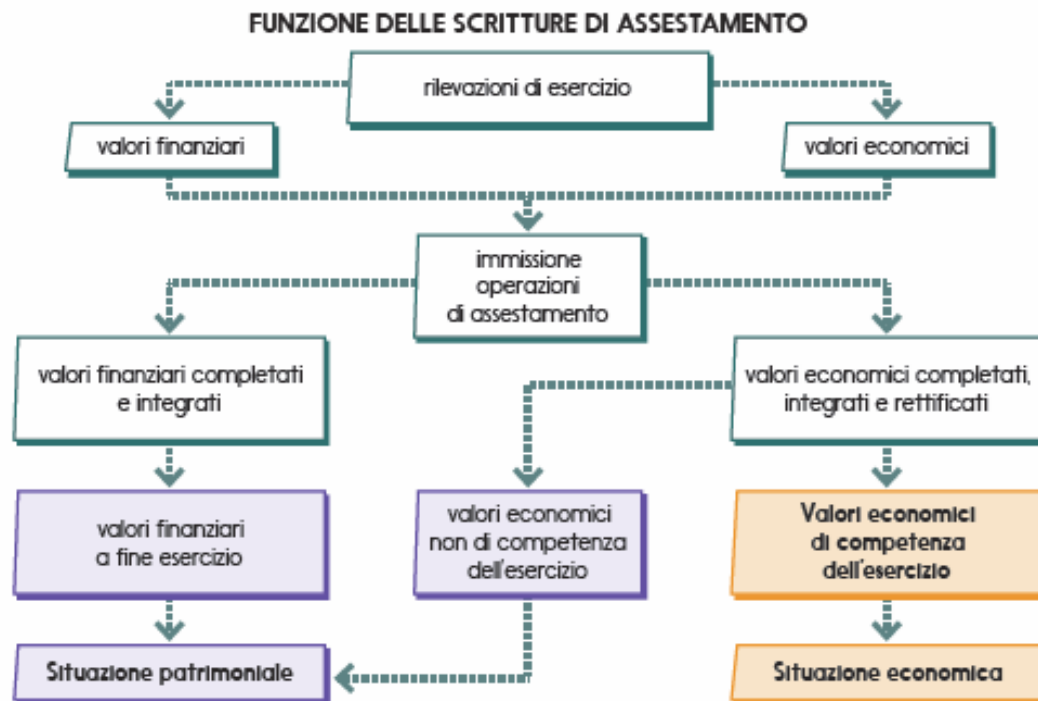 FUNZIONE DELLE SCRITTURE DI ASSESTAMENTO
rilevazioni di esercizio
valori finanziari
valori economici
immissione
operazioni
di assestamento
valori finanziari completati
e integrati
valori economici completati,
integrati e rettificati
valori finanziari
a fine esercizio
valori economici
non di competenza
dell'esercizio
Valori economici
di competenza
dell'esercizio
Situazione patrimoniale
Situazione economica